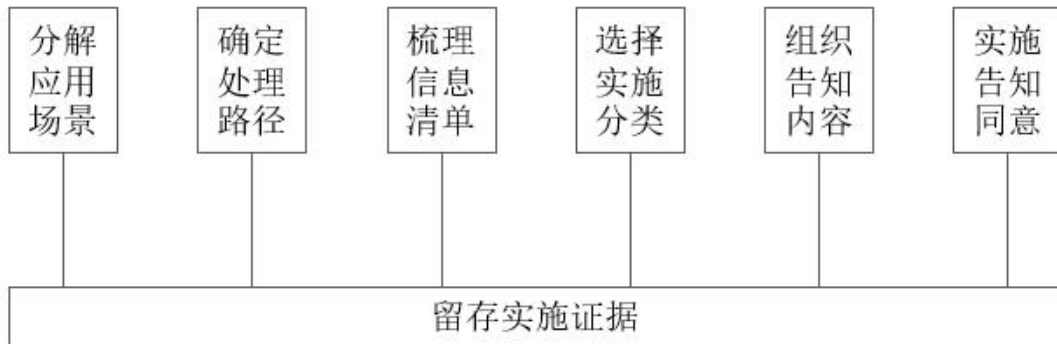 分解
应用
场景
确定
处理
路径
梳理
信息
清单
选择
实施
分类
组织
告知
内容
实施
告知
同意
留存实施证据